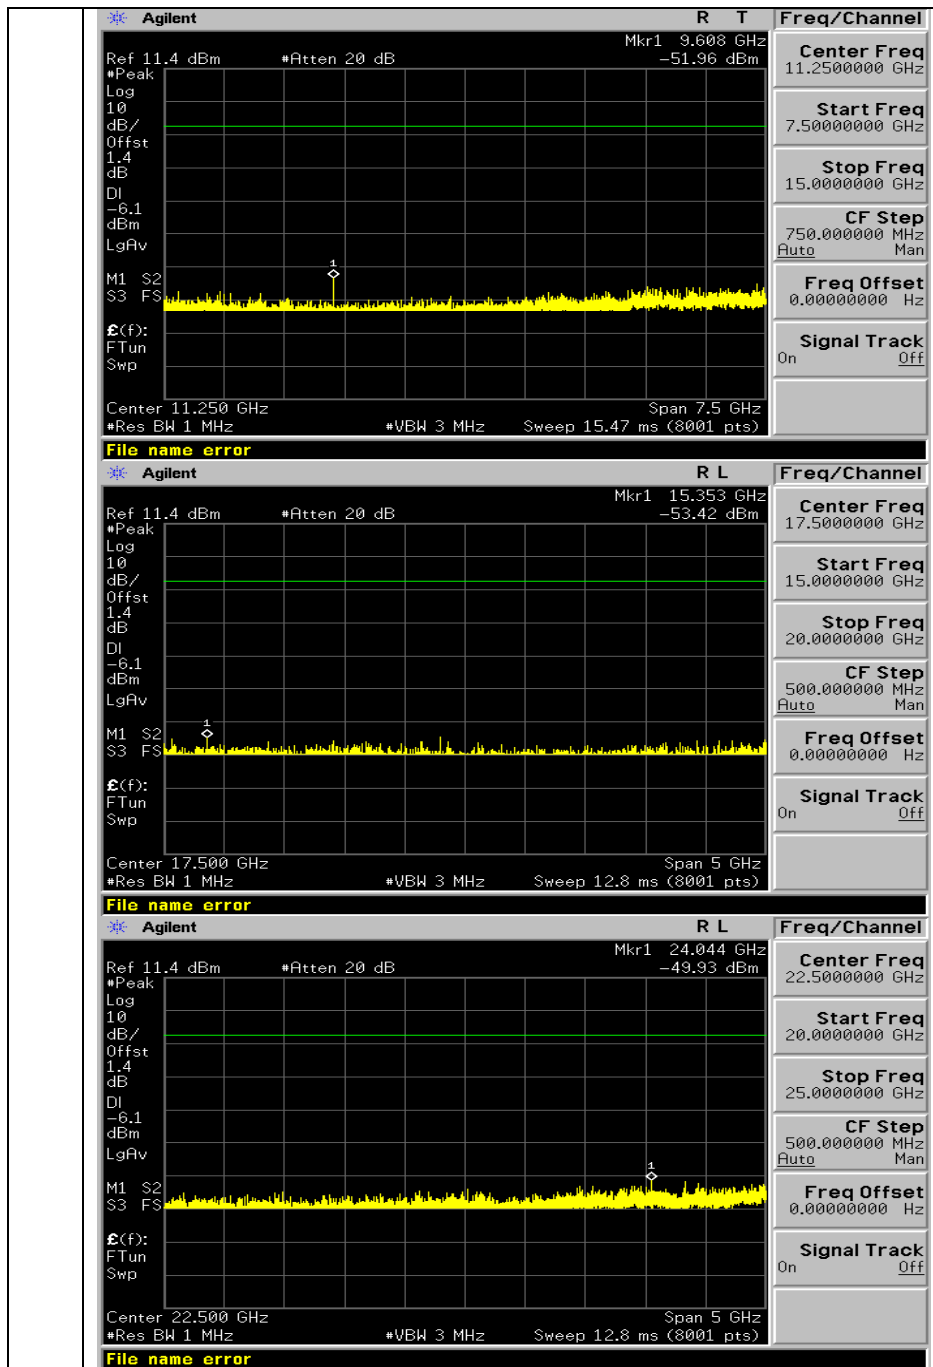 Agilent R T Freq/Channel
Mkr1 9.608 GHz
Ref 11.4 dBm #Atten 20 dB -51.96 dBm
#Peak
Log
10
dB/
Offst
1.4
dB
DI
-6.1
dBm
LgAv
M1 S2
S3 FS
£(f):
FTun
Swp
1
Center 11.250 GHz Span 7.5 GHz
#Res BW 1 MHz #VBW 3 MHz Sweep 15.47 ms (8001 pts)
Center Freq
11.2500000 GHz
Start Freq
7.50000000 GHz
Stop Freq
15.0000000 GHz
CF Step
750.000000 MHz
Auto Man
Freq Offset
0.00000000 Hz
Signal Track
On Off
File name error
Agilent R L Freq/Channel
Mkr1 15.353 GHz
Ref 11.4 dBm #Atten 20 dB -53.42 dBm
#Peak
Log
10
dB/
Offst
1.4
dB
DI
-6.1
dBm
LgAv
M1 S2
S3 FS
£(f):
FTun
Swp
1
Center 17.500 GHz Span 5 GHz
#Res BW 1 MHz #VBW 3 MHz Sweep 12.8 ms (8001 pts)
Center Freq
17.5000000 GHz
Start Freq
15.0000000 GHz
Stop Freq
20.0000000 GHz
CF Step
500.000000 MHz
Auto Man
Freq Offset
0.00000000 Hz
Signal Track
On Off
File name error
Agilent R L Freq/Channel
Mkr1 24.044 GHz
Ref 11.4 dBm #Atten 20 dB -49.93 dBm
#Peak
Log
10
dB/
Offst
1.4
dB
DI
-6.1
dBm
LgAv
M1 S2
S3 FS
£(f):
FTun
Swp
1
Center 22.500 GHz Span 5 GHz
#Res BW 1 MHz #VBW 3 MHz Sweep 12.8 ms (8001 pts)
Center Freq
22.5000000 GHz
Start Freq
20.0000000 GHz
Stop Freq
25.0000000 GHz
CF Step
500.000000 MHz
Auto Man
Freq Offset
0.00000000 Hz
Signal Track
On Off
File name error